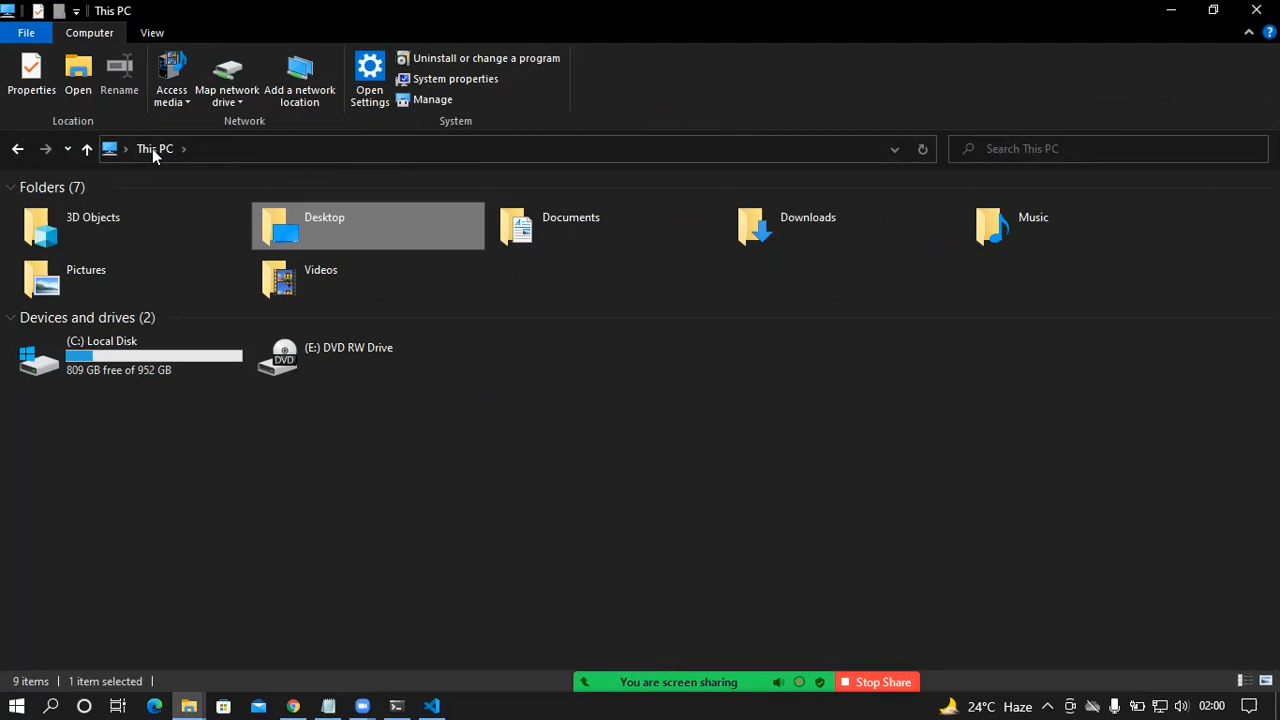 This PC
File Computer View
Properties Open Rename Access media Map network drive Add a network location Open Settings Uninstall or change a program
System properties
Manage
Location Network System
This PC Search This PC
Folders (7)
3D Objects Desktop Documents Downloads Music
Pictures Videos
Devices and drives (2)
(C:) Local Disk
809 GB free of 952 GB
(E:) DVD RW Drive
DVD
9 items 1 item selected You are screen sharing Stop Share
24°C Haze 02:00